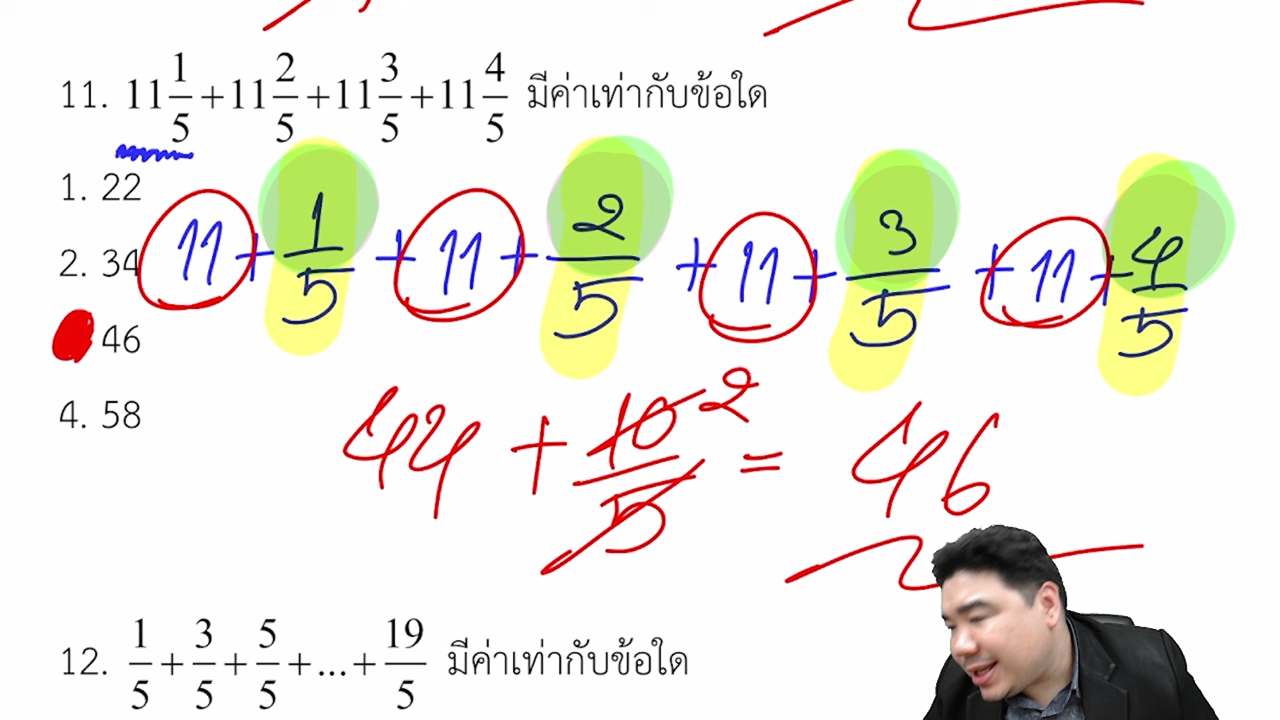 11. 11 1/5 + 11 2/5 + 11 3/5 + 11 4/5 มีค่าเท่ากับข้อใด
1. 22
11 + 1/5 + 11 + 2/5 + 11 + 3/5 + 11 + 4/5
2. 34
46
44 + 10/5 2 = 46
4. 58
12. 1/5 + 3/5 + 5/5 + ... + 19/5 มีค่าเท่ากับข้อใด